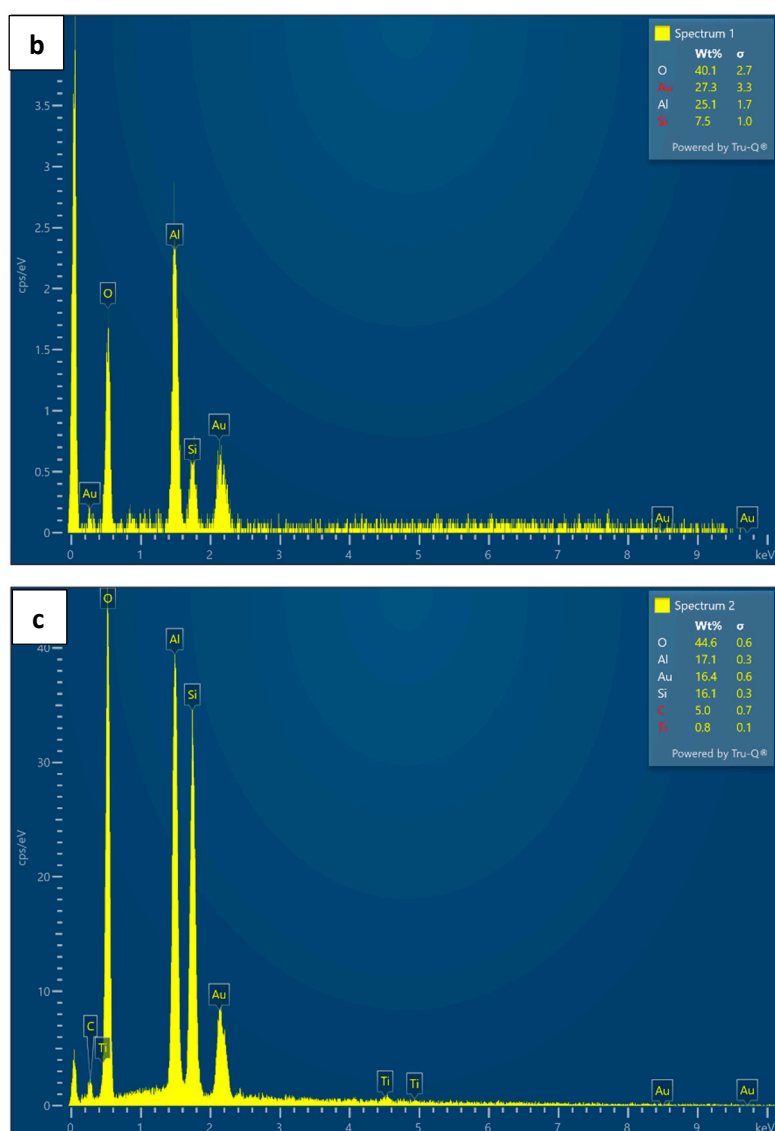 b
Spectrum 1
Wt% σ
O 40.1 2.7
Au 27.3 3.3
Al 25.1 1.7
Si 7.5 1.0
Powered by Tru-Q®
3.5
3
2.5
2
1.5
1
0.5
0
cps/eV
Au
O
Al
Si
Au
Au
Au
0 1 2 3 4 5 6 7 8 9 keV
c
Spectrum 2
Wt% σ
O 44.6 0.6
Al 17.1 0.3
Au 16.4 0.6
Si 16.1 0.3
C 5.0 0.7
Ti 0.8 0.1
Powered by Tru-Q®
40
30
20
10
0
cps/eV
C
Ti
O
Al
Si
Au
Ti
Ti
Au
Au
0 1 2 3 4 5 6 7 8 9 keV